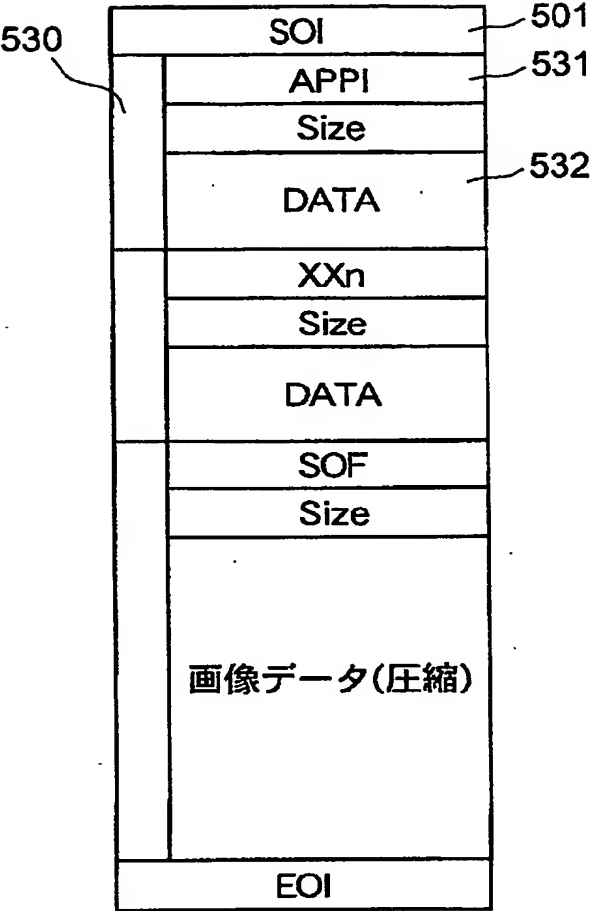 SOI
501
530
APPI
531
Size
DATA
532
XXn
Size
DATA
SOF
Size
画像データ(圧縮)
EOI